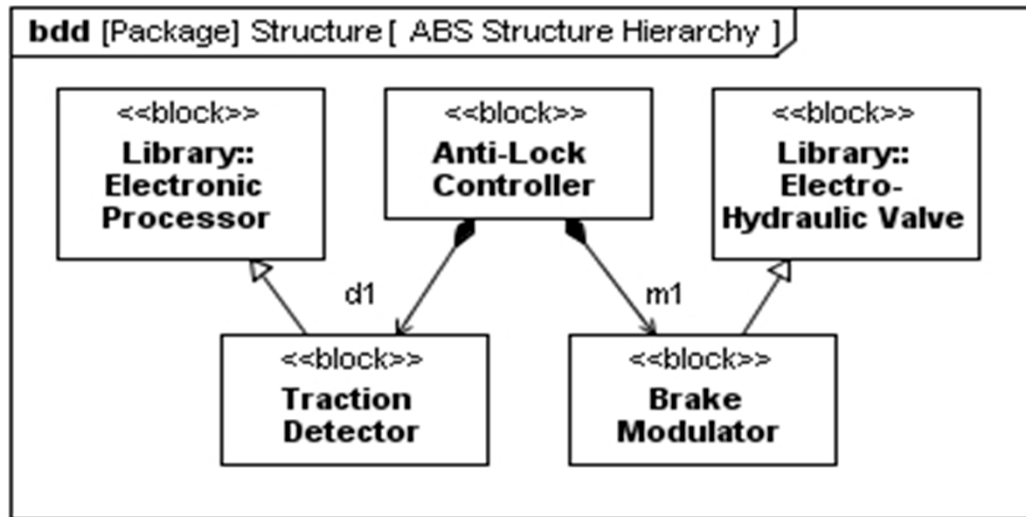 bdd [Package] Structure [ ABS Structure Hierarchy ]
<<block>>
Library::
Electronic
Processor
<<block>>
Anti-Lock
Controller
<<block>>
Library::
Electro-
Hydraulic Valve
d1
m1
<<block>>
Traction
Detector
<<block>>
Brake
Modulator